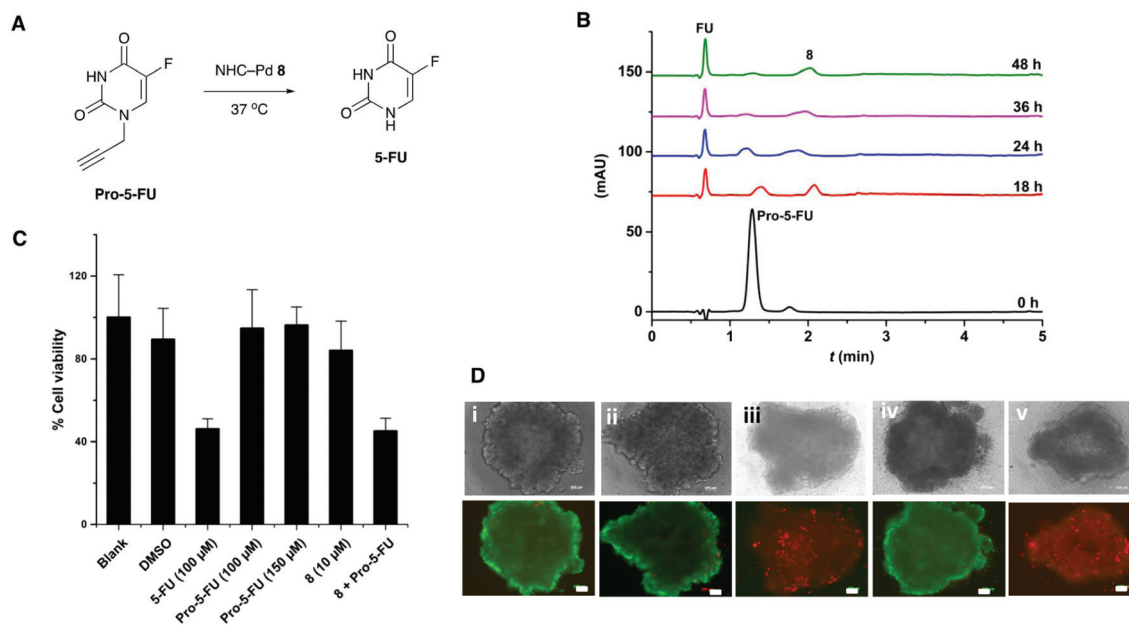 A
O
HN
F
O
N
Pro-5-FU
NHC–Pd 8
37 °C
O
HN
F
O
N
H
5-FU
B
FU
8
48 h
36 h
24 h
18 h
Pro-5-FU
0 h
150
100
50
0
(mAU)
0 1 2 3 4 5
t (min)
C
120
80
40
0
% Cell viability
Blank
DMSO
5-FU (100 µM)
Pro-5-FU (100 µM)
Pro-5-FU (150 µM)
8 (10 µM)
8 + Pro-5-FU
D
i ii iii iv v